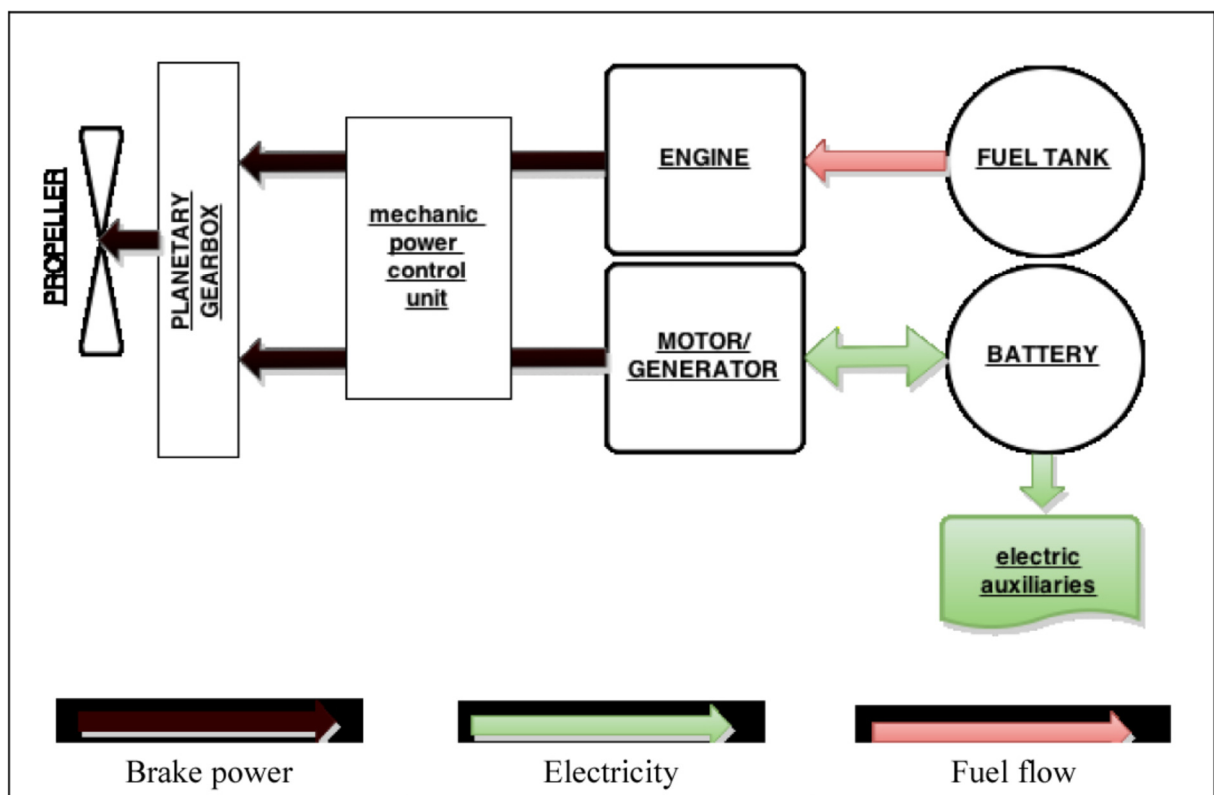 PROPELLER
PLANETARY
GEARBOX
mechanic
power
control
unit
ENGINE
FUEL TANK
MOTOR/
GENERATOR
BATTERY
electric
auxiliaries
Brake power
Electricity
Fuel flow